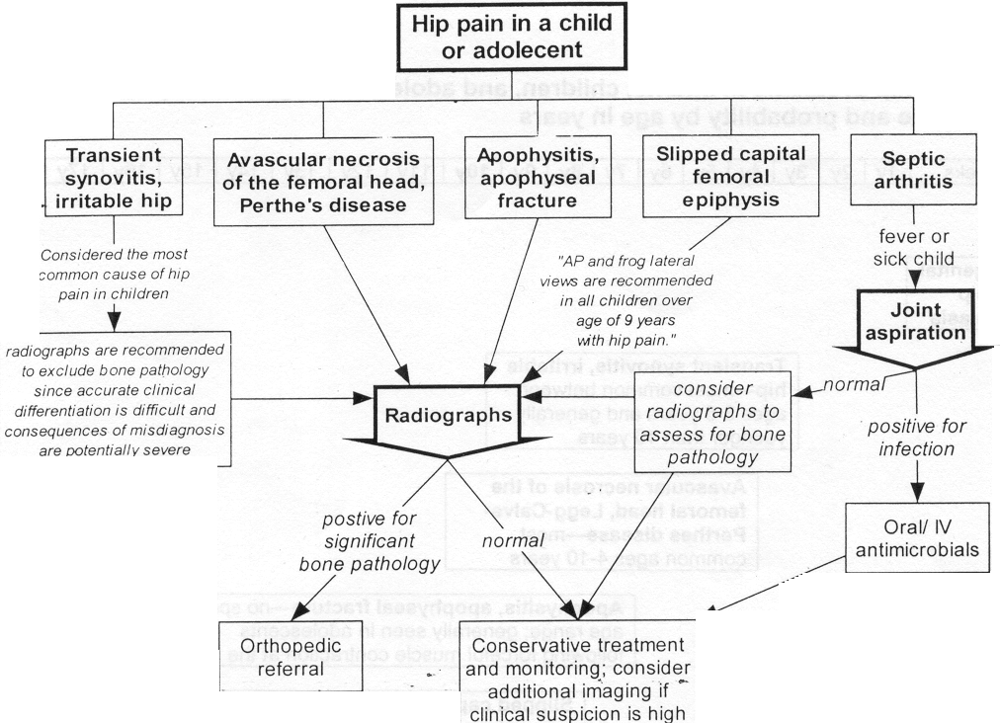 Hip pain in a child
or adolecent
Transient
synovitis,
irritable hip
Avascular necrosis
of the femoral head,
Perthe's disease
Apophysitis,
apophyseal
fracture
Slipped capital
femoral
epiphysis
Septic
arthritis
Considered the most
common cause of hip
pain in children
"AP and frog lateral
views are recommended
in all children over
age of 9 years
with hip pain."
fever or
sick child
Joint
aspiration
radiographs are recommended
to exclude bone pathology
since accurate clinical
differentiation is difficult and
consequences of misdiagnosis
are potentially severe
Radiographs
consider
radiographs to
assess for bone
pathology
normal
positive for
infection
postive for
significant
bone pathology
normal
Oral/ IV
antimicrobials
Orthopedic
referral
Conservative treatment
and monitoring; consider
additional imaging if
clinical suspicion is high